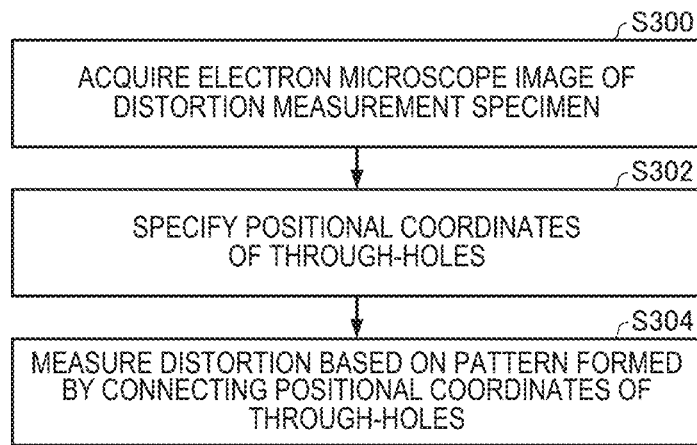 S300
ACQUIRE ELECTRON MICROSCOPE IMAGE OF
DISTORTION MEASUREMENT SPECIMEN
S302
SPECIFY POSITIONAL COORDINATES
OF THROUGH-HOLES
S304
MEASURE DISTORTION BASED ON PATTERN FORMED
BY CONNECTING POSITIONAL COORDINATES OF
THROUGH-HOLES